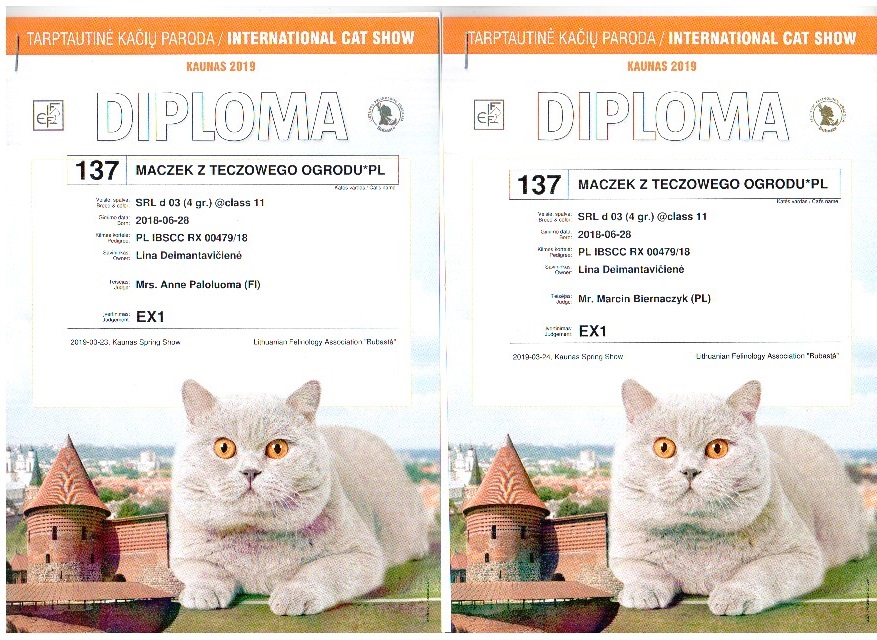 TARPTAUTINĖ KAČIŲ PARODA / INTERNATIONAL CAT SHOW
KAUNAS 2019
DIPLOMA
137 MACZEK Z TECZOWEGO OGRODU*PL
Katės vardas / Cat's name
Veislė, spalva:
Breed & color: SRL d 03 (4 gr.) @class 11
Gimimo data:
Born: 2018-06-28
Kilmės kortelė:
Pedigree: PL IBSCC RX 00479/18
Savininkas:
Owner: Lina Deimantavičienė
Teisėjas:
Judge: Mrs. Anne Paloluoma (FI)
Įvertinimas:
Judgement: EX1
2019-03-23, Kaunas Spring Show Lithuanian Felinology Association "Bubastę"
TARPTAUTINĖ KAČIŲ PARODA / INTERNATIONAL CAT SHOW
KAUNAS 2019
DIPLOMA
137 MACZEK Z TECZOWEGO OGRODU*PL
Katės vardas / Cat's name
Veislė, spalva:
Breed & color: SRL d 03 (4 gr.) @class 11
Gimimo data:
Born: 2018-06-28
Kilmės kortelė:
Pedigree: PL IBSCC RX 00479/18
Savininkas:
Owner: Lina Deimantavičienė
Teisėjas:
Judge: Mr. Marcin Biernaczyk (PL)
Įvertinimas:
Judgement: EX1
2019-03-24, Kaunas Spring Show Lithuanian Felinology Association "Bubastę"